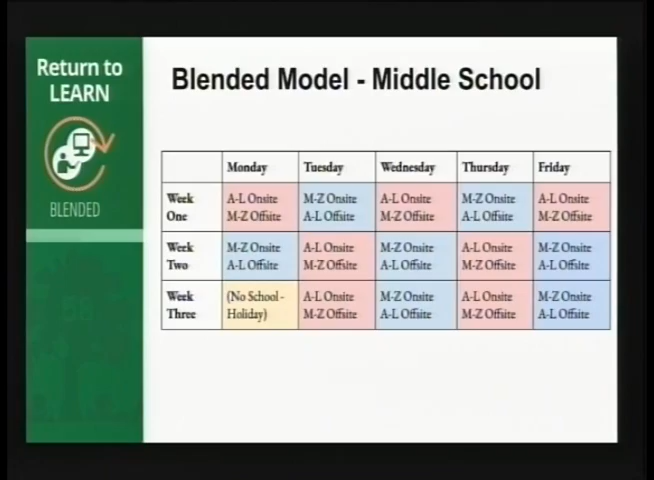 Return to
LEARN
BLENDED
Blended Model - Middle School
Monday Tuesday Wednesday Thursday Friday
Week One A-L Onsite M-Z Offsite M-Z Onsite A-L Offsite A-L Onsite M-Z Offsite M-Z Onsite A-L Offsite A-L Onsite M-Z Offsite
Week Two M-Z Onsite A-L Offsite A-L Onsite M-Z Offsite M-Z Onsite A-L Offsite A-L Onsite M-Z Offsite M-Z Onsite A-L Offsite
Week Three (No School - Holiday) A-L Onsite M-Z Offsite M-Z Onsite A-L Offsite A-L Onsite M-Z Offsite M-Z Onsite A-L Offsite